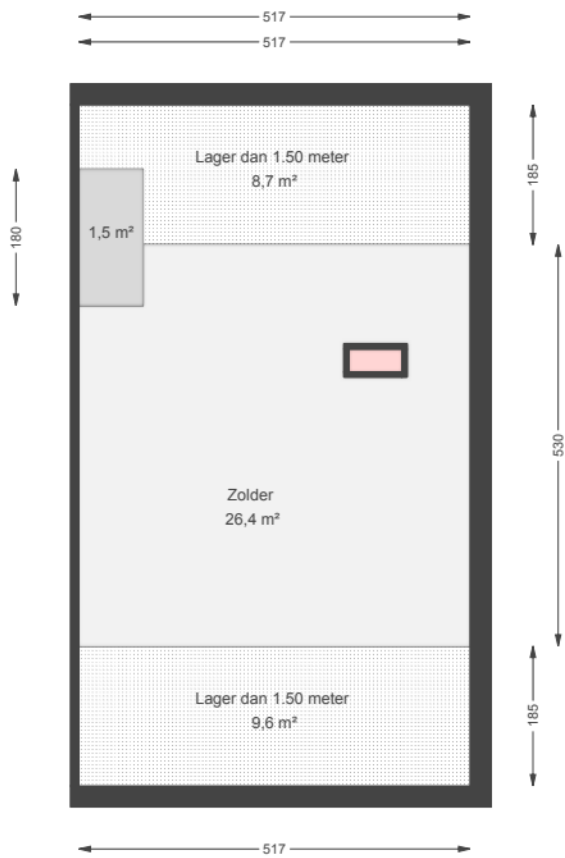 517
517
Lager dan 1.50 meter
8,7 m²
185
180
1,5 m²
530
Zolder
26,4 m²
Lager dan 1.50 meter
9,6 m²
185
517